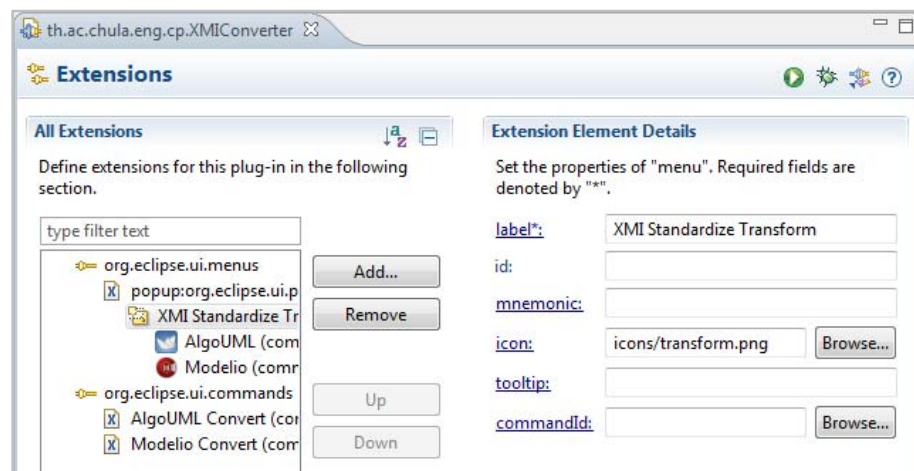 th.ac.chula.eng.cp.XMIConverter
Extensions
All Extensions
Define extensions for this plug-in in the following
section.
type filter text
org.eclipse.ui.menus
popup:org.eclipse.ui.p
XMI Standardize Tr
AlgoUML (com
Modelio (comr
org.eclipse.ui.commands
AlgoUML Convert (cor
Modelio Convert (com
Add...
Remove
Up
Down
Extension Element Details
Set the properties of "menu". Required fields are
denoted by "*".
label*: XMI Standardize Transform
id:
mnemonic:
icon: icons/transform.png Browse...
tooltip:
commandId: Browse...